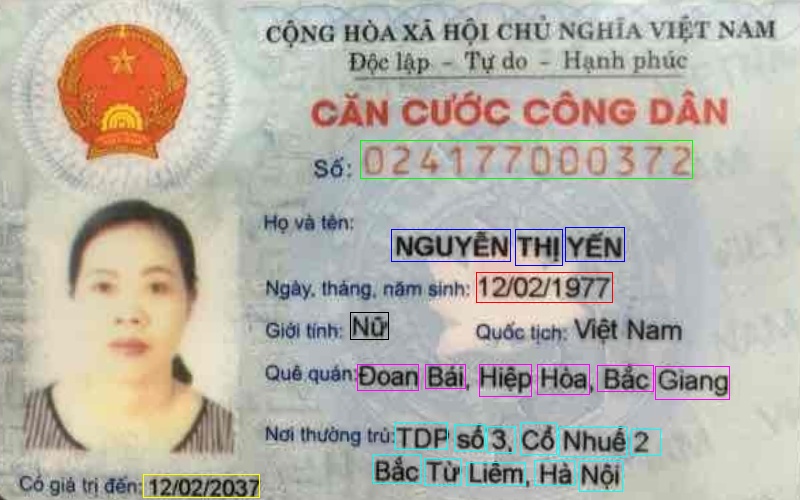 CỘNG HÒA XÃ HỘI CHỦ NGHĨA VIỆT NAM
Độc lập - Tự do - Hạnh phúc
CĂN CƯỚC CÔNG DÂN
Số: 024177000372
Họ và tên:
NGUYỄN THỊ YẾN
Ngày, tháng, năm sinh: 12/02/1977
Giới tính: Nữ Quốc tịch: Việt Nam
Quê quán: Đoan Bái, Hiệp Hòa, Bắc Giang
Nơi thường trú: TDP số 3, Cổ Nhuế 2
Bắc Từ Liêm, Hà Nội
Có giá trị đến: 12/02/2037